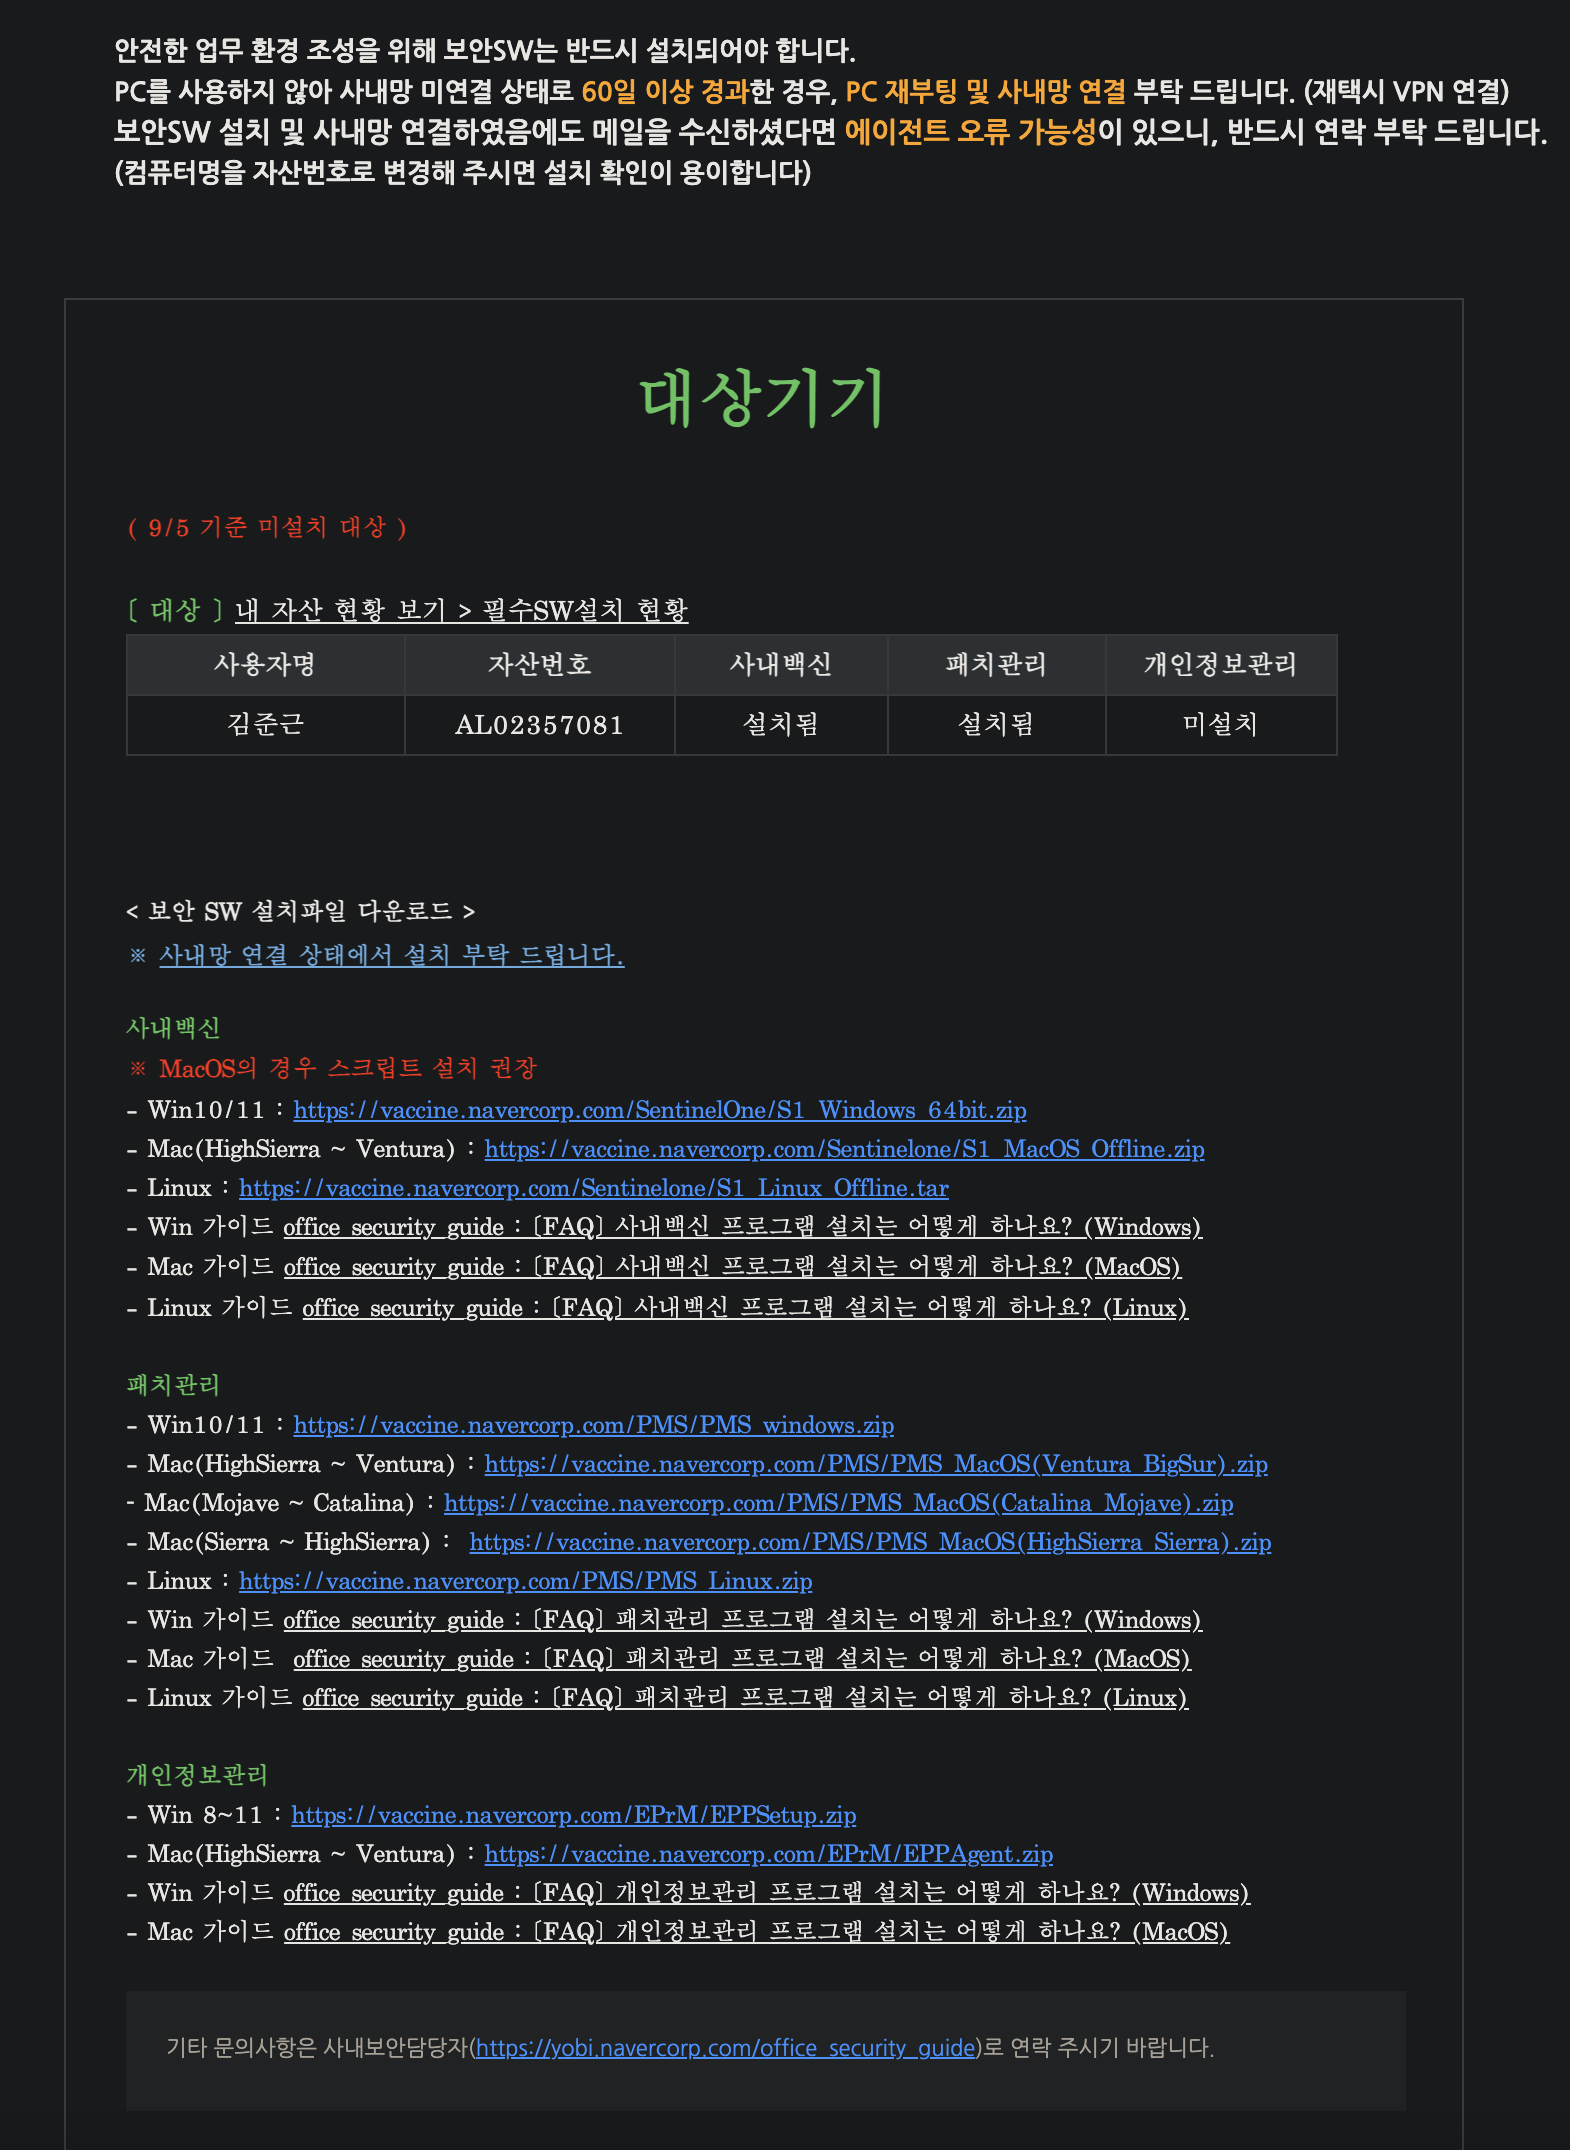 안전한 업무 환경 조성을 위해 보안SW는 반드시 설치되어야 합니다.
PC를 사용하지 않아 사내망 미연결 상태로 60일 이상 경과한 경우, PC 재부팅 및 사내망 연결 부탁 드립니다. (재택시 VPN 연결)
보안SW 설치 및 사내망 연결하였음에도 메일을 수신하셨다면 에이전트 오류 가능성이 있으니, 반드시 연락 부탁 드립니다.
(컴퓨터명을 자산번호로 변경해 주시면 설치 확인이 용이합니다)
대상기기
( 9/5 기준 미설치 대상 )
[ 대상 ] 내 자산 현황 보기 > 필수SW설치 현황
사용자명 자산번호 사내백신 패치관리 개인정보관리
김준근 AL02357081 설치됨 설치됨 미설치
< 보안 SW 설치파일 다운로드 >
※ 사내망 연결 상태에서 설치 부탁 드립니다.
사내백신
※ MacOS의 경우 스크립트 설치 권장
- Win10/11 : https://vaccine.navercorp.com/SentinelOne/S1_Windows_64bit.zip
- Mac(HighSierra ~ Ventura) : https://vaccine.navercorp.com/Sentinelone/S1_MacOS_Offline.zip
- Linux : https://vaccine.navercorp.com/Sentinelone/S1_Linux_Offline.tar
- Win 가이드 office_security_guide : [FAQ] 사내백신 프로그램 설치는 어떻게 하나요? (Windows)
- Mac 가이드 office_security_guide : [FAQ] 사내백신 프로그램 설치는 어떻게 하나요? (MacOS)
- Linux 가이드 office_security_guide : [FAQ] 사내백신 프로그램 설치는 어떻게 하나요? (Linux)
패치관리
- Win10/11 : https://vaccine.navercorp.com/PMS/PMS_windows.zip
- Mac(HighSierra ~ Ventura) : https://vaccine.navercorp.com/PMS/PMS_MacOS(Ventura_BigSur).zip
- Mac(Mojave ~ Catalina) : https://vaccine.navercorp.com/PMS/PMS_MacOS(Catalina_Mojave).zip
- Mac(Sierra ~ HighSierra) : https://vaccine.navercorp.com/PMS/PMS_MacOS(HighSierra_Sierra).zip
- Linux : https://vaccine.navercorp.com/PMS/PMS_Linux.zip
- Win 가이드 office_security_guide : [FAQ] 패치관리 프로그램 설치는 어떻게 하나요? (Windows)
- Mac 가이드 office_security_guide : [FAQ] 패치관리 프로그램 설치는 어떻게 하나요? (MacOS)
- Linux 가이드 office_security_guide : [FAQ] 패치관리 프로그램 설치는 어떻게 하나요? (Linux)
개인정보관리
- Win 8~11 : https://vaccine.navercorp.com/EPrM/EPPSetup.zip
- Mac(HighSierra ~ Ventura) : https://vaccine.navercorp.com/EPrM/EPPAgent.zip
- Win 가이드 office_security_guide : [FAQ] 개인정보관리 프로그램 설치는 어떻게 하나요? (Windows)
- Mac 가이드 office_security_guide : [FAQ] 개인정보관리 프로그램 설치는 어떻게 하나요? (MacOS)
기타 문의사항은 사내보안담당자(https://yobi.navercorp.com/office_security_guide)로 연락 주시기 바랍니다.